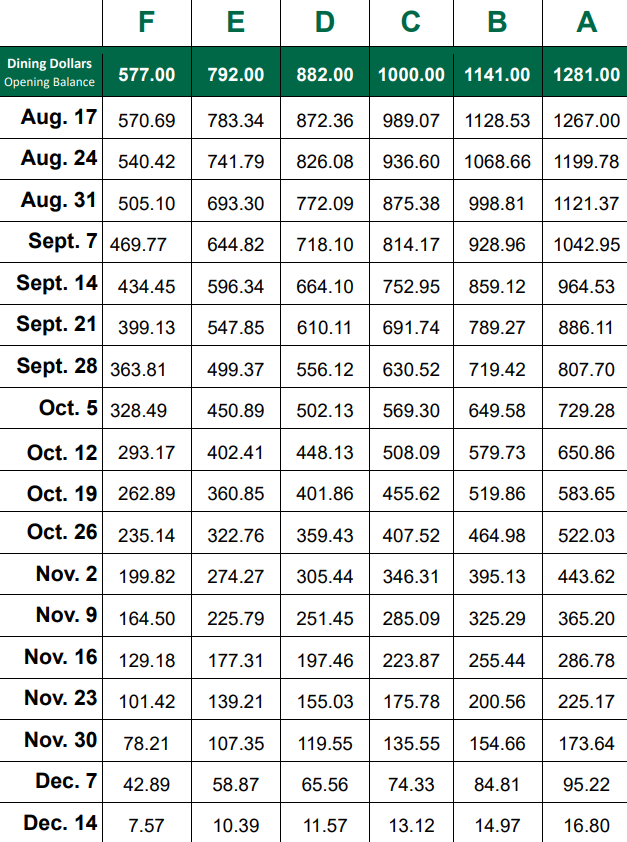 F E D C B A
Dining Dollars
Opening Balance 577.00 792.00 882.00 1000.00 1141.00 1281.00
Aug. 17 570.69 783.34 872.36 989.07 1128.53 1267.00
Aug. 24 540.42 741.79 826.08 936.60 1068.66 1199.78
Aug. 31 505.10 693.30 772.09 875.38 998.81 1121.37
Sept. 7 469.77 644.82 718.10 814.17 928.96 1042.95
Sept. 14 434.45 596.34 664.10 752.95 859.12 964.53
Sept. 21 399.13 547.85 610.11 691.74 789.27 886.11
Sept. 28 363.81 499.37 556.12 630.52 719.42 807.70
Oct. 5 328.49 450.89 502.13 569.30 649.58 729.28
Oct. 12 293.17 402.41 448.13 508.09 579.73 650.86
Oct. 19 262.89 360.85 401.86 455.62 519.86 583.65
Oct. 26 235.14 322.76 359.43 407.52 464.98 522.03
Nov. 2 199.82 274.27 305.44 346.31 395.13 443.62
Nov. 9 164.50 225.79 251.45 285.09 325.29 365.20
Nov. 16 129.18 177.31 197.46 223.87 255.44 286.78
Nov. 23 101.42 139.21 155.03 175.78 200.56 225.17
Nov. 30 78.21 107.35 119.55 135.55 154.66 173.64
Dec. 7 42.89 58.87 65.56 74.33 84.81 95.22
Dec. 14 7.57 10.39 11.57 13.12 14.97 16.80